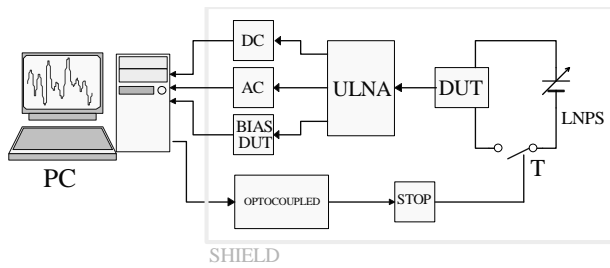 DC
AC
BIAS
DUT
ULNA
DUT
LNPS
T
PC
OPTOCOUPLED
STOP
SHIELD